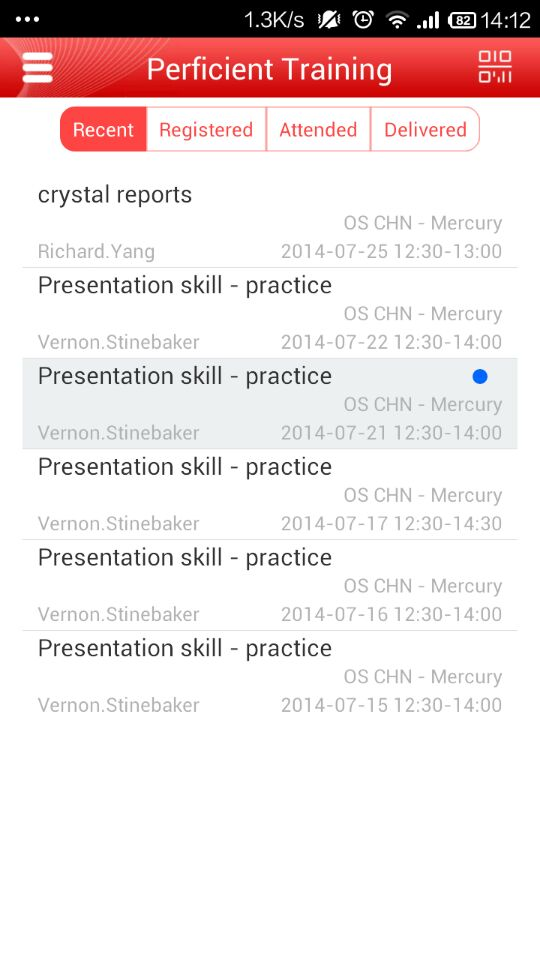 1.3K/s 82 14:12
Perficient Training
Recent Registered Attended Delivered
crystal reports
OS CHN - Mercury
Richard.Yang 2014-07-25 12:30-13:00
Presentation skill - practice
OS CHN - Mercury
Vernon.Stinebaker 2014-07-22 12:30-14:00
Presentation skill - practice
OS CHN - Mercury
Vernon.Stinebaker 2014-07-21 12:30-14:00
Presentation skill - practice
OS CHN - Mercury
Vernon.Stinebaker 2014-07-17 12:30-14:30
Presentation skill - practice
OS CHN - Mercury
Vernon.Stinebaker 2014-07-16 12:30-14:00
Presentation skill - practice
OS CHN - Mercury
Vernon.Stinebaker 2014-07-15 12:30-14:00